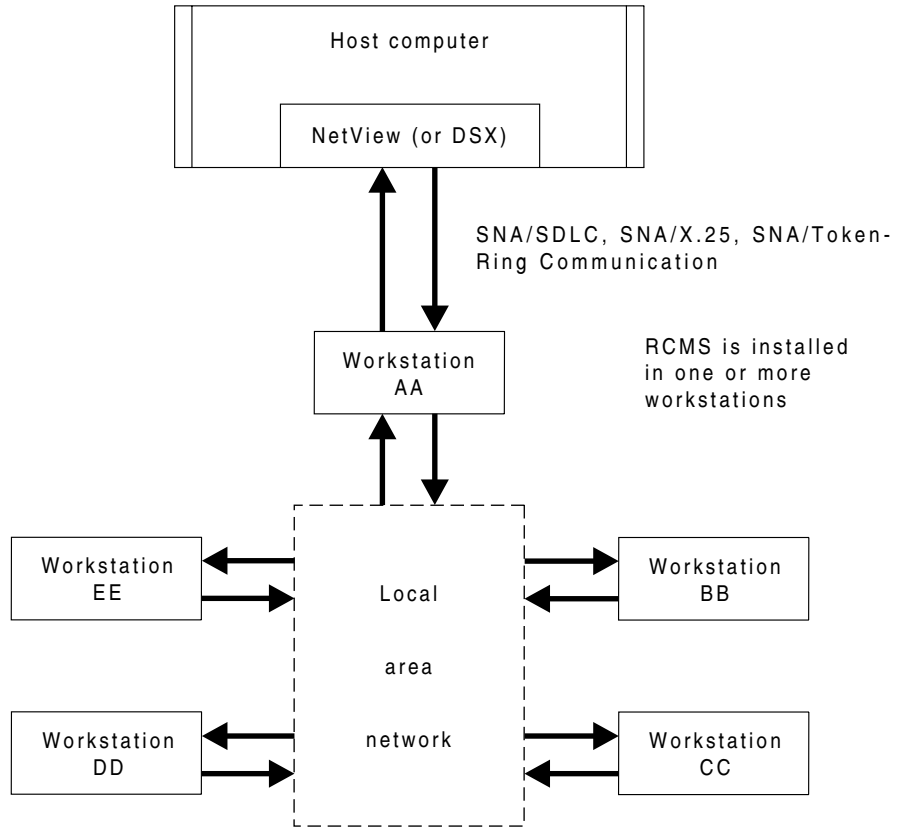 Host computer
NetView (or DSX)
SNA/SDLC, SNA/X.25, SNA/Token-
Ring Communication
Workstation
AA
RCMS is installed
in one or more
workstations
Workstation
EE
Local
area
network
Workstation
BB
Workstation
DD
Workstation
CC